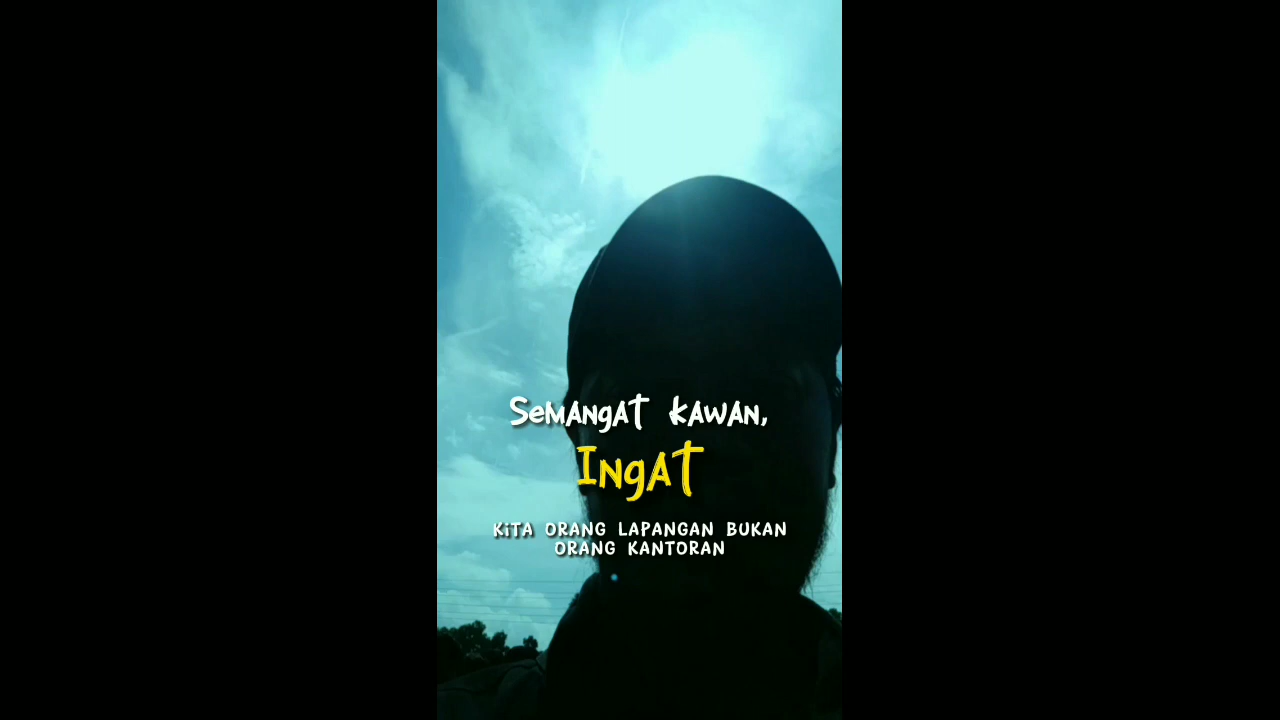 Semangat kawan,
Ingat
KITA ORANG LAPANGAN BUKAN
ORANG KANTORAN